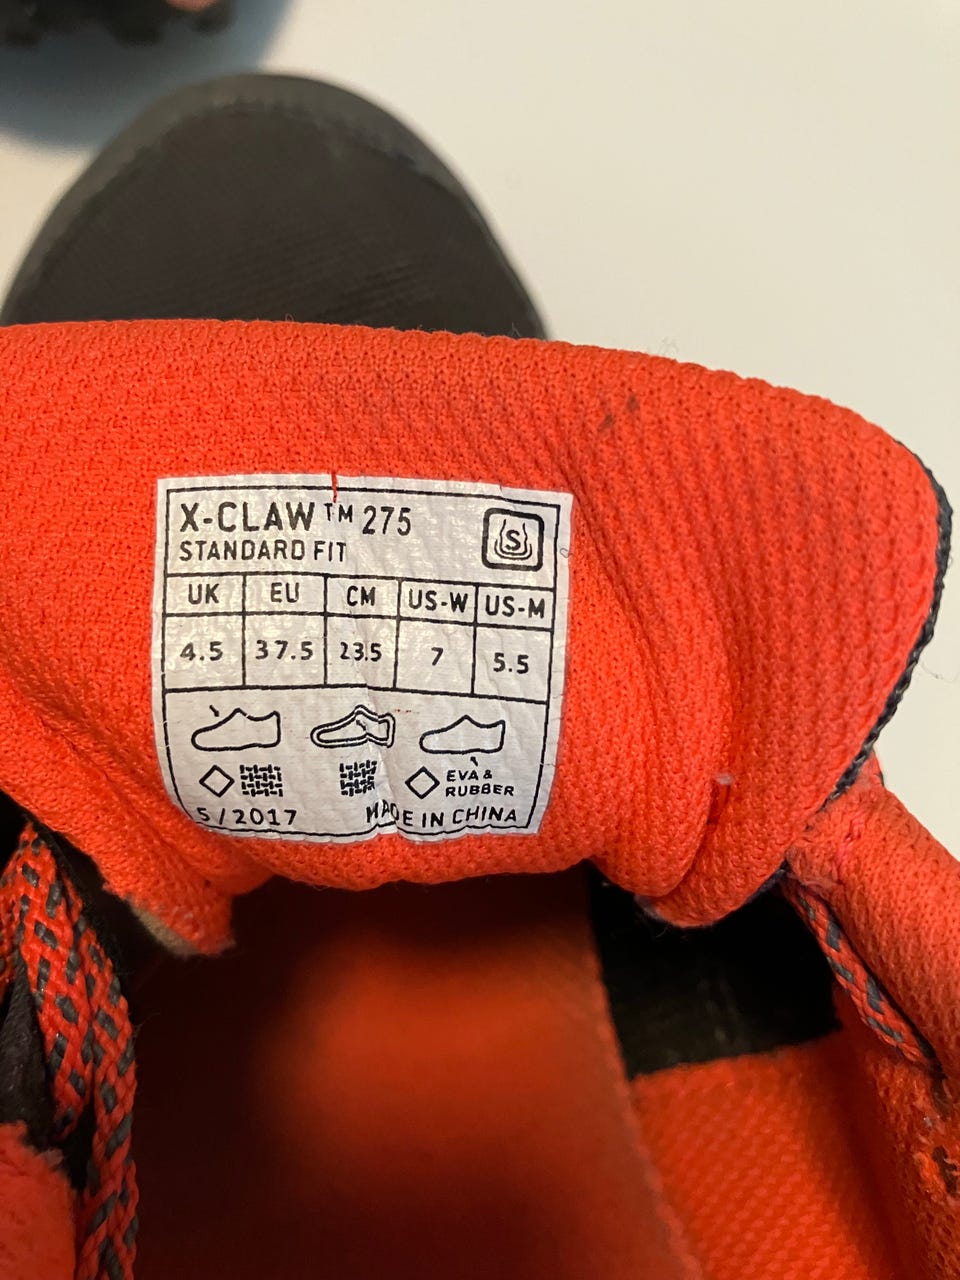 X-CLAW™ 275
STANDARD FIT
S
UK EU CM US-W US-M
4.5 37.5 23.5 7 5.5
EVA &
RUBBER
5/2017 MADE IN CHINA